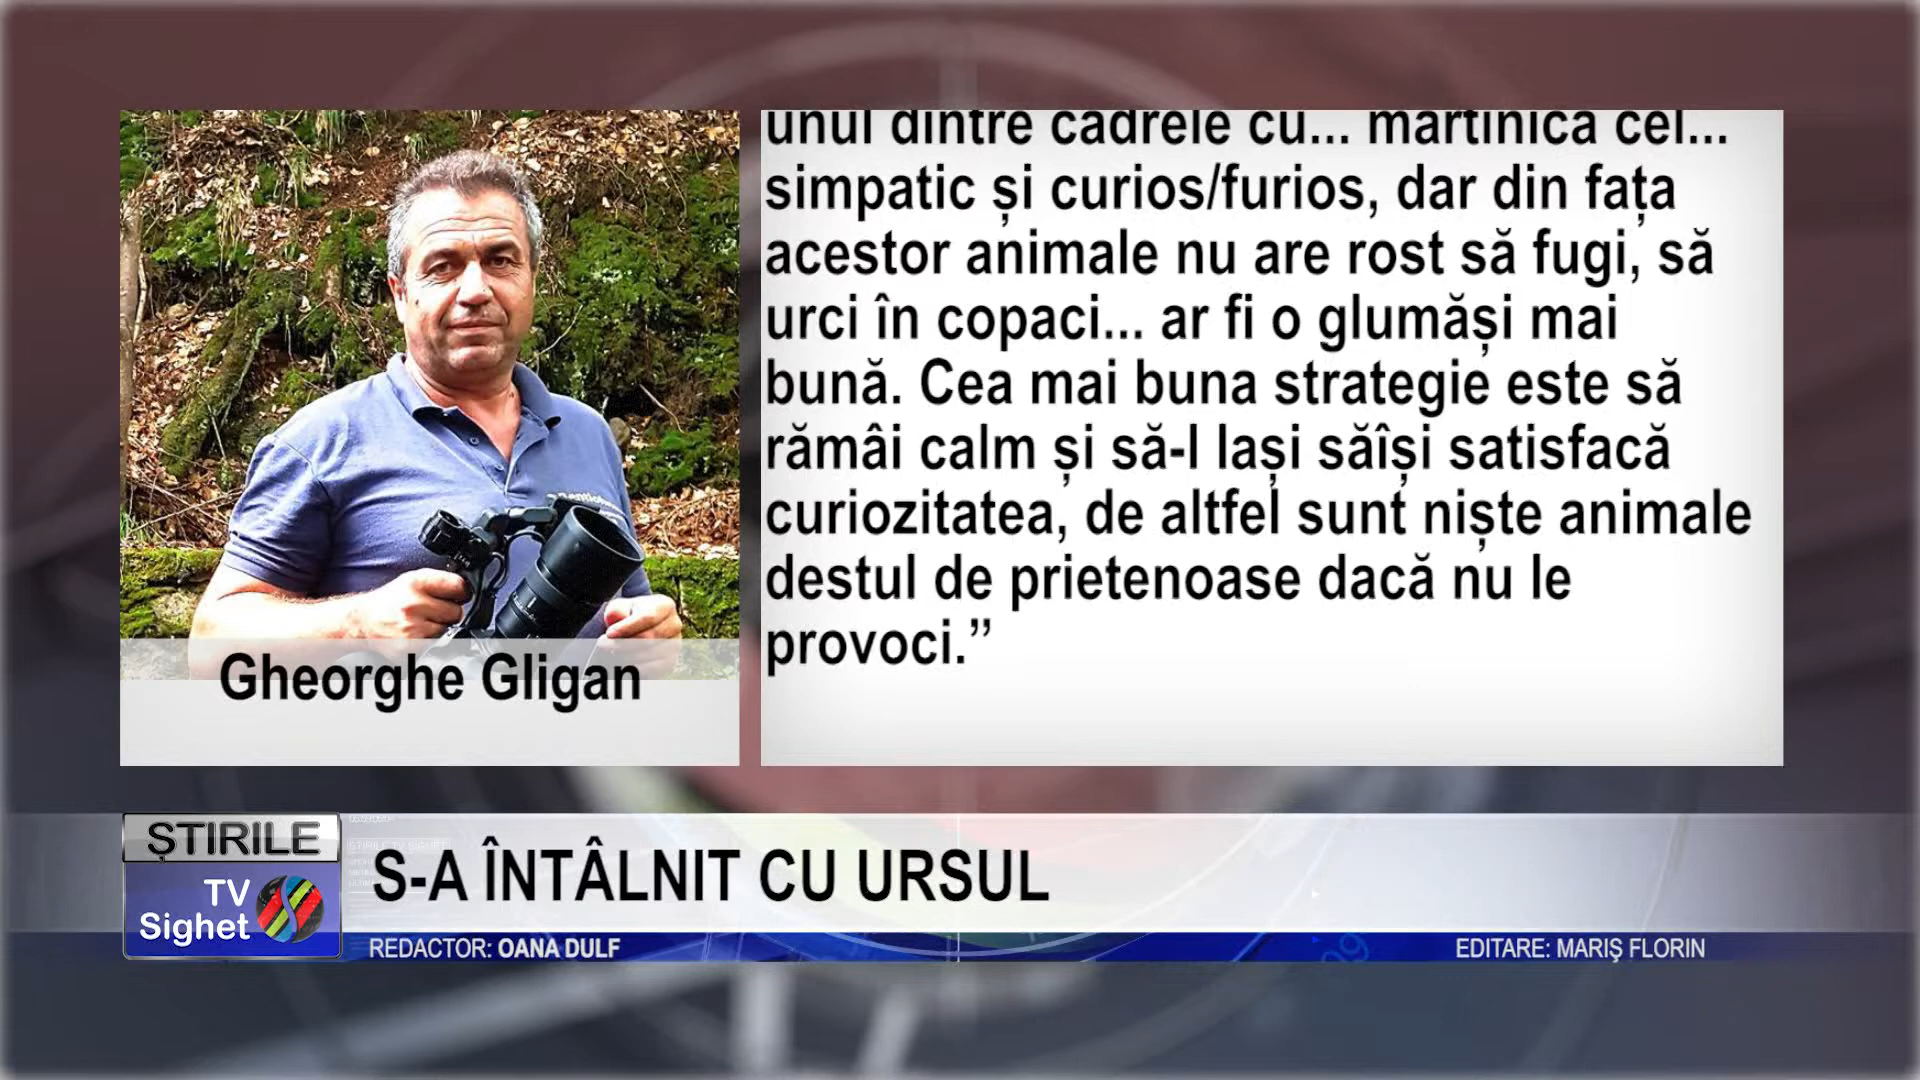 unul dintre cadrele cu... martinica cel...
simpatic și curios/furios, dar din fața
acestor animale nu are rost să fugi, să
urci în copaci... ar fi o glumăși mai
bună. Cea mai buna strategie este să
rămâi calm și să-l lași săîși satisfacă
curiozitatea, de altfel sunt niște animale
destul de prietenoase dacă nu le
provoci.”
Gheorghe Gligan
ȘTIRILE
TV
Sighet
S-A ÎNTÂLNIT CU URSUL
REDACTOR: OANA DULF
EDITARE: MARIŞ FLORIN